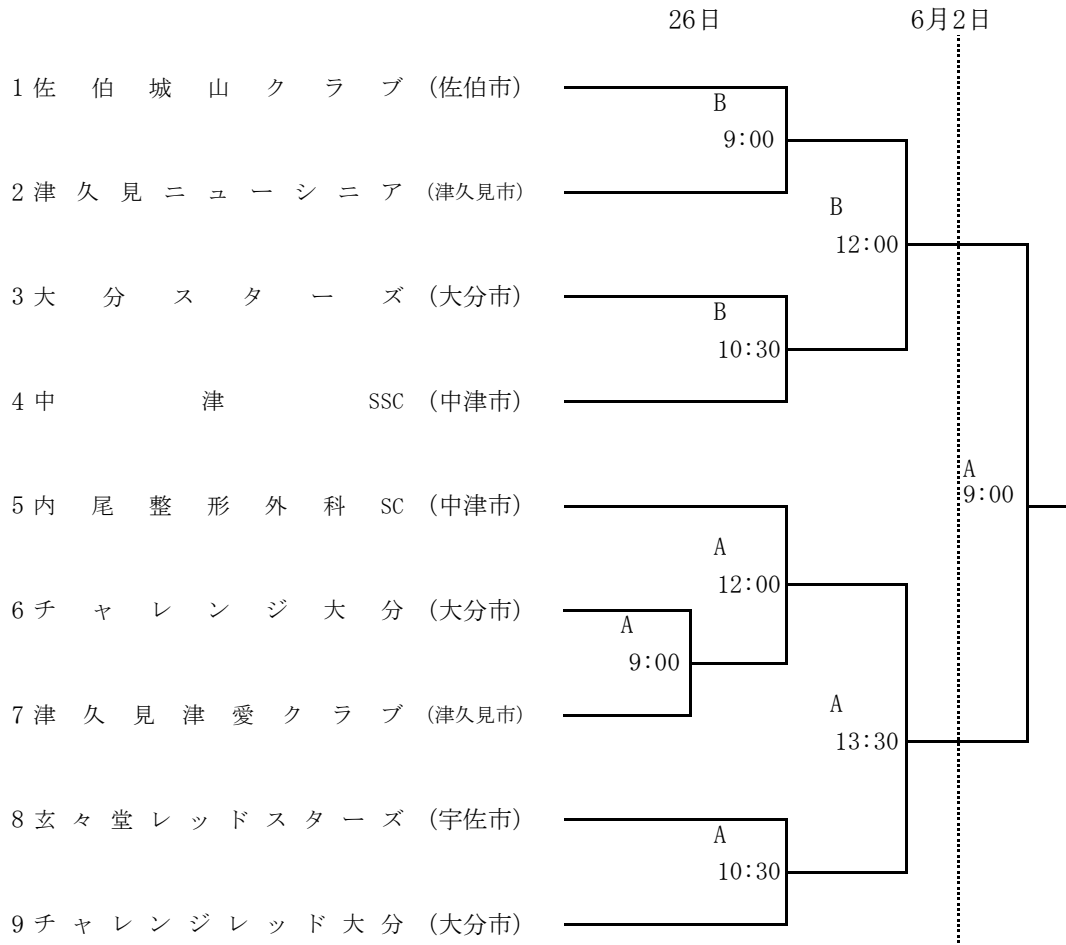 26日 6月2日
1 佐伯城山クラブ (佐伯市)
B
9:00
2 津久見ニューシニア (津久見市)
B
12:00
3 大分スターズ (大分市)
B
10:30
4 中津SSC (中津市)
A
9:00
5 内尾整形外科SC (中津市)
A
12:00
6 チャレンジ大分 (大分市)
A
9:00
7 津久見津愛クラブ (津久見市)
A
13:30
8 玄々堂レッドスターズ (宇佐市)
A
10:30
9 チャレンジレッド大分 (大分市)